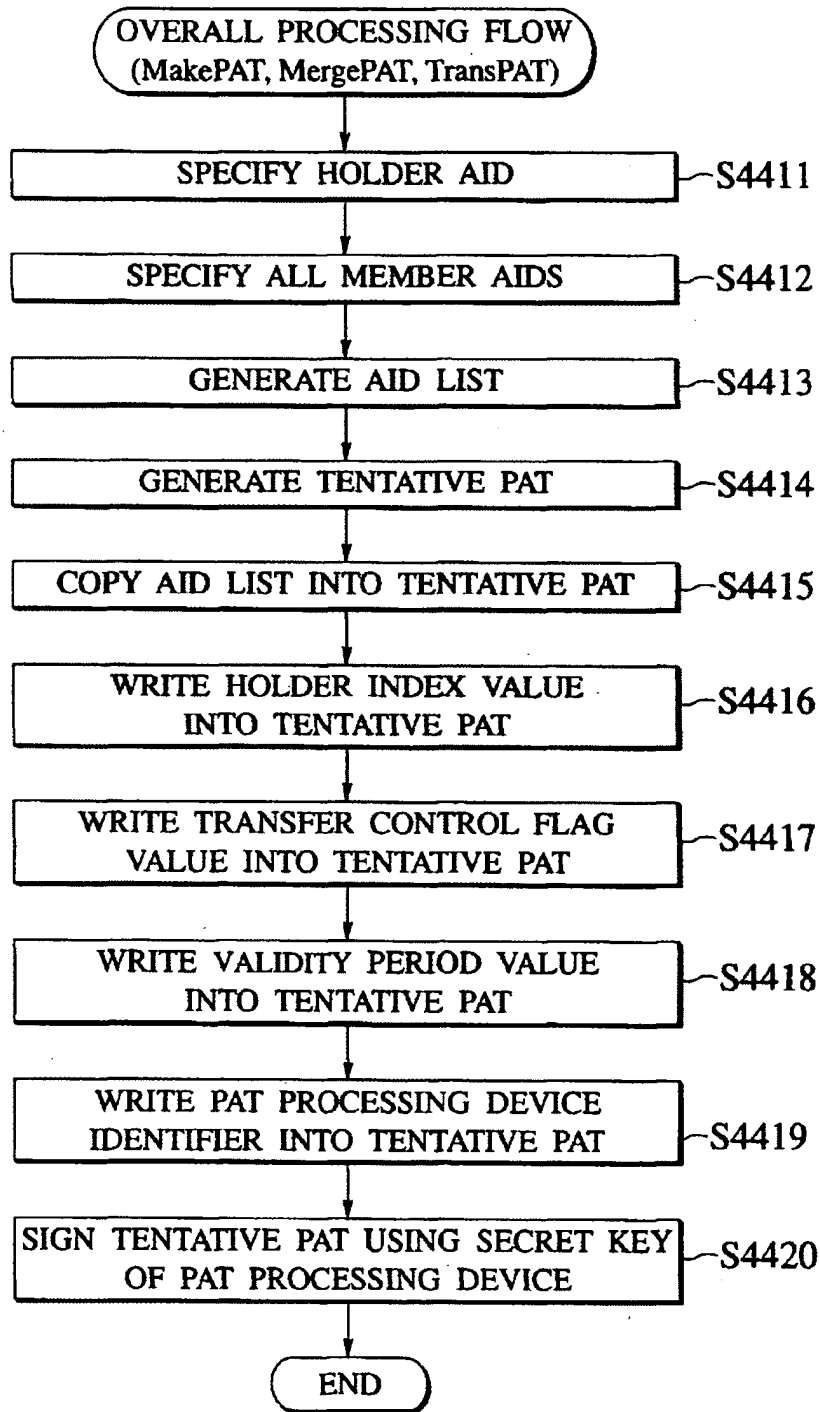 OVERALL PROCESSING FLOW
(MakePAT, MergePAT, TransPAT)
SPECIFY HOLDER AID
S4411
SPECIFY ALL MEMBER AIDS
S4412
GENERATE AID LIST
S4413
GENERATE TENTATIVE PAT
S4414
COPY AID LIST INTO TENTATIVE PAT
S4415
WRITE HOLDER INDEX VALUE
INTO TENTATIVE PAT
S4416
WRITE TRANSFER CONTROL FLAG
VALUE INTO TENTATIVE PAT
S4417
WRITE VALIDITY PERIOD VALUE
INTO TENTATIVE PAT
S4418
WRITE PAT PROCESSING DEVICE
IDENTIFIER INTO TENTATIVE PAT
S4419
SIGN TENTATIVE PAT USING SECRET KEY
OF PAT PROCESSING DEVICE
S4420
END